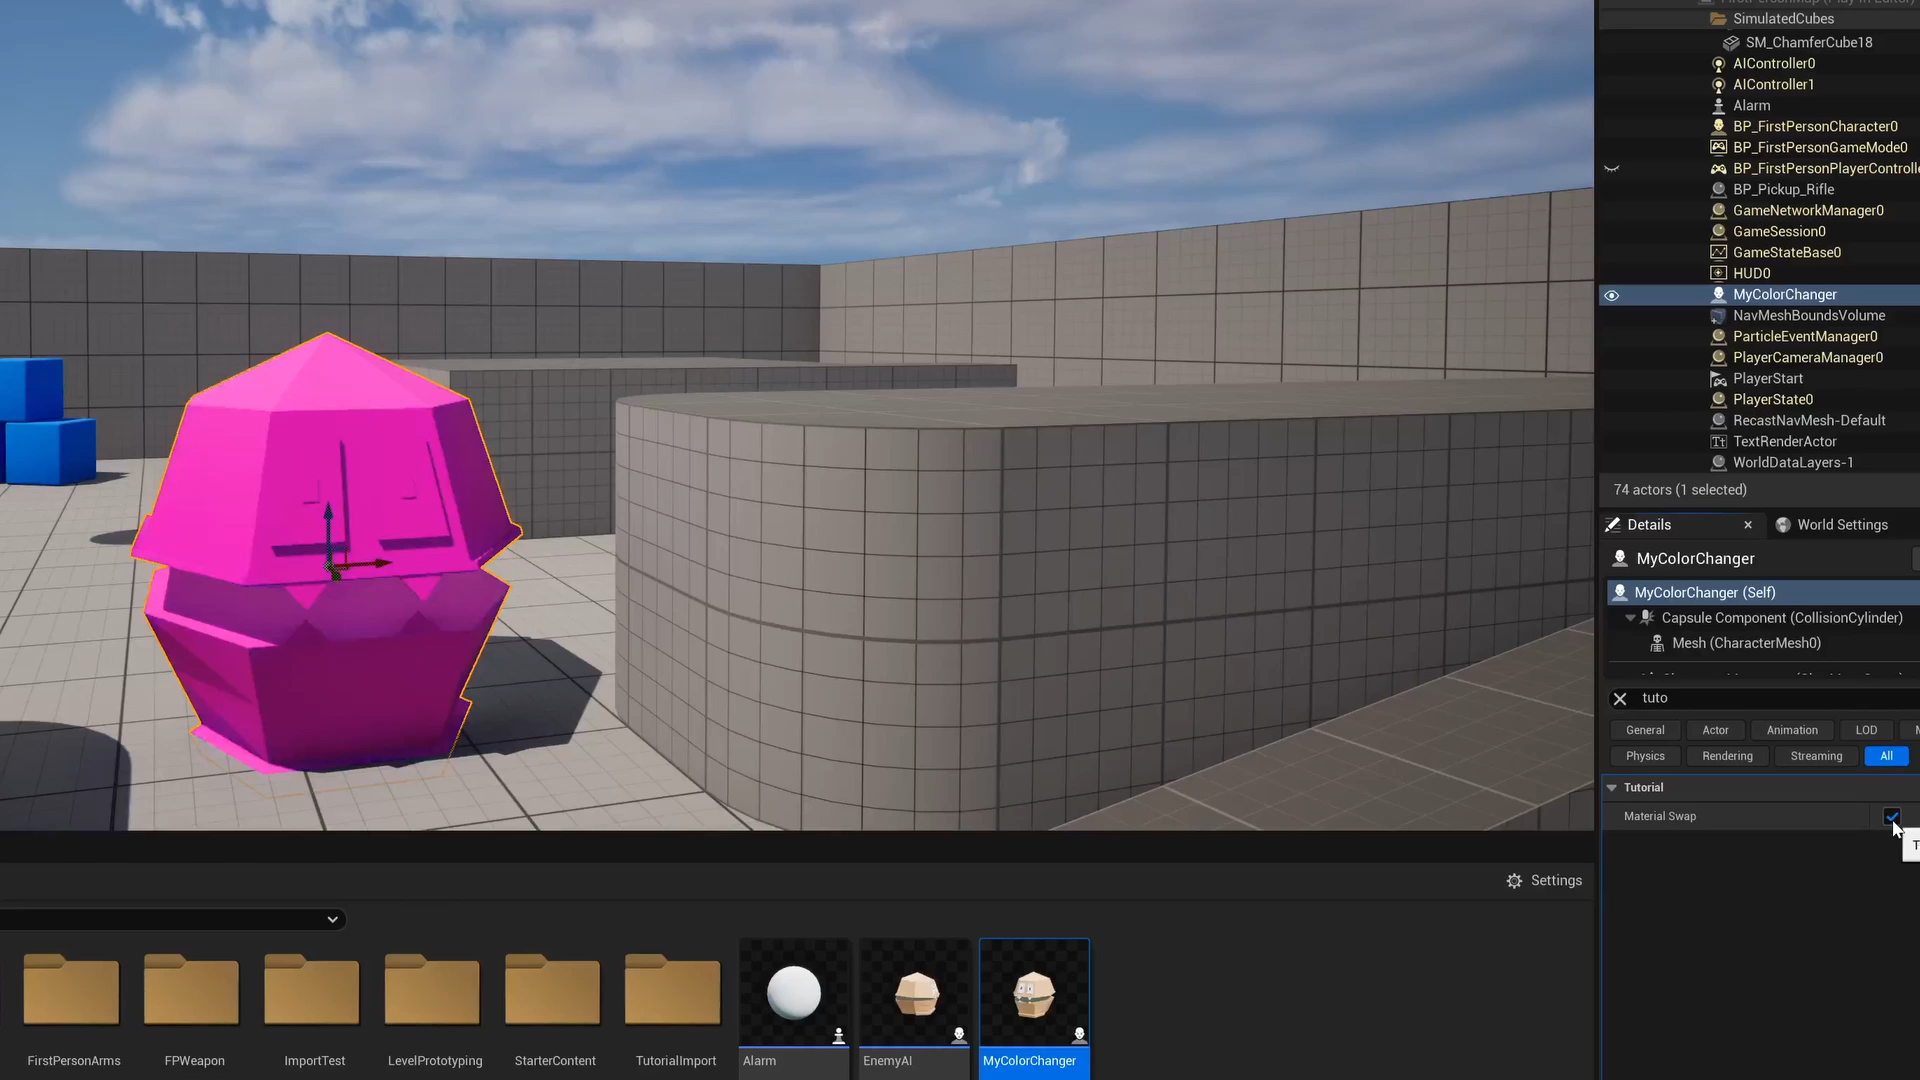 SimulatedCubes
SM_ChamferCube18
AIController0
AIController1
Alarm
BP_FirstPersonCharacter0
BP_FirstPersonGameMode0
BP_FirstPersonPlayerControlle
BP_Pickup_Rifle
GameNetworkManager0
GameSession0
GameStateBase0
HUD0
MyColorChanger
NavMeshBoundsVolume
ParticleEventManager0
PlayerCameraManager0
PlayerStart
PlayerState0
RecastNavMesh-Default
TextRenderActor
WorldDataLayers-1
74 actors (1 selected)
Details
World Settings
MyColorChanger
MyColorChanger (Self)
Capsule Component (CollisionCylinder)
Mesh (CharacterMesh0)
tuto
General Actor Animation LOD
Physics Rendering Streaming All
Tutorial
Material Swap
T
Settings
FirstPersonArms
FPWeapon
ImportTest
LevelPrototyping
StarterContent
TutorialImport
Alarm
EnemyAI
MyColorChanger